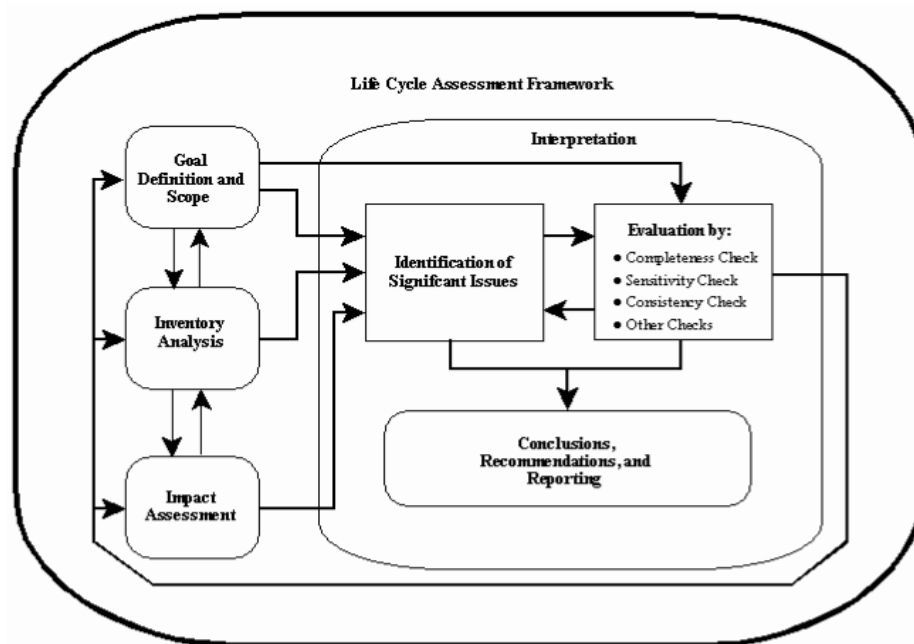 Life Cycle Assessment Framework
Goal
Definition and
Scope
Inventory
Analysis
Impact
Assessment
Interpretation
Identification of
Signifcant Issues
Evaluation by:
● Completeness Check
● Sensitivity Check
● Consistency Check
● Other Checks
Conclusions,
Recommendations, and
Reporting